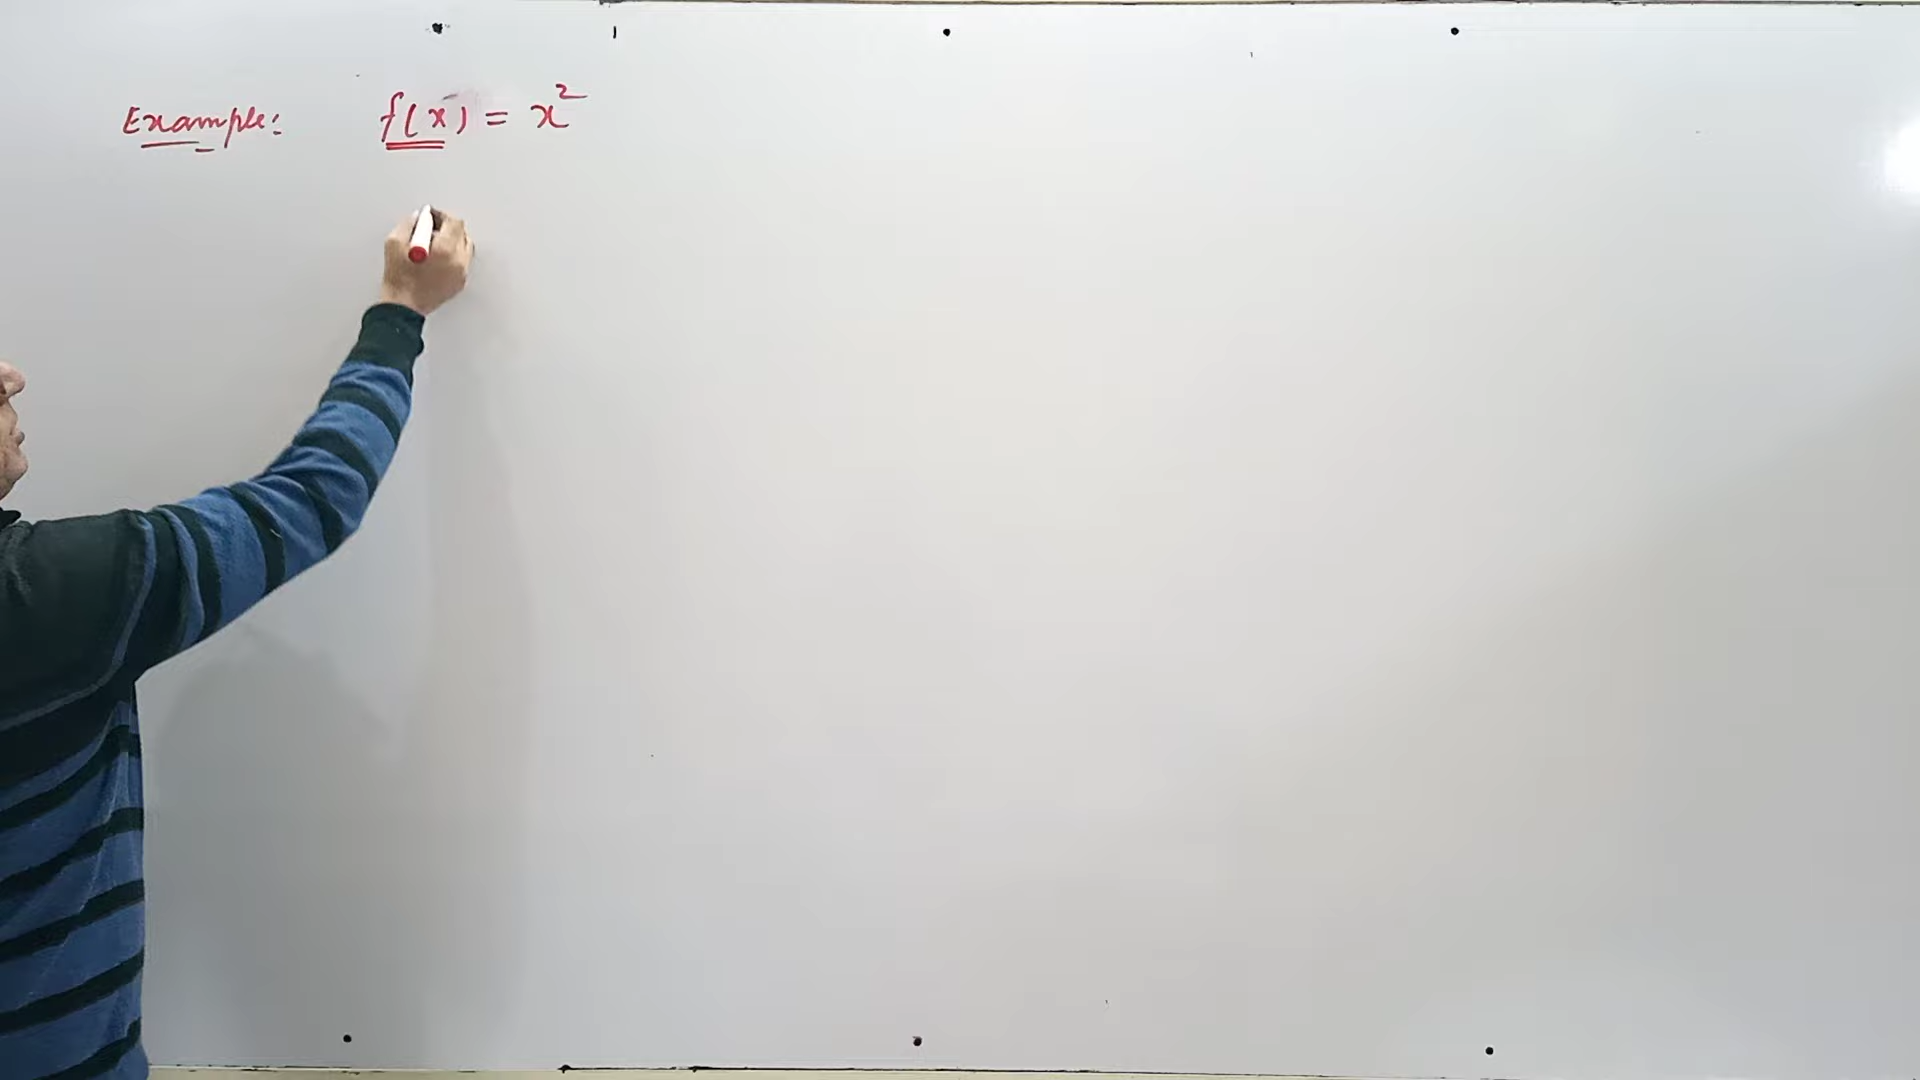 Example: f(x) = x²